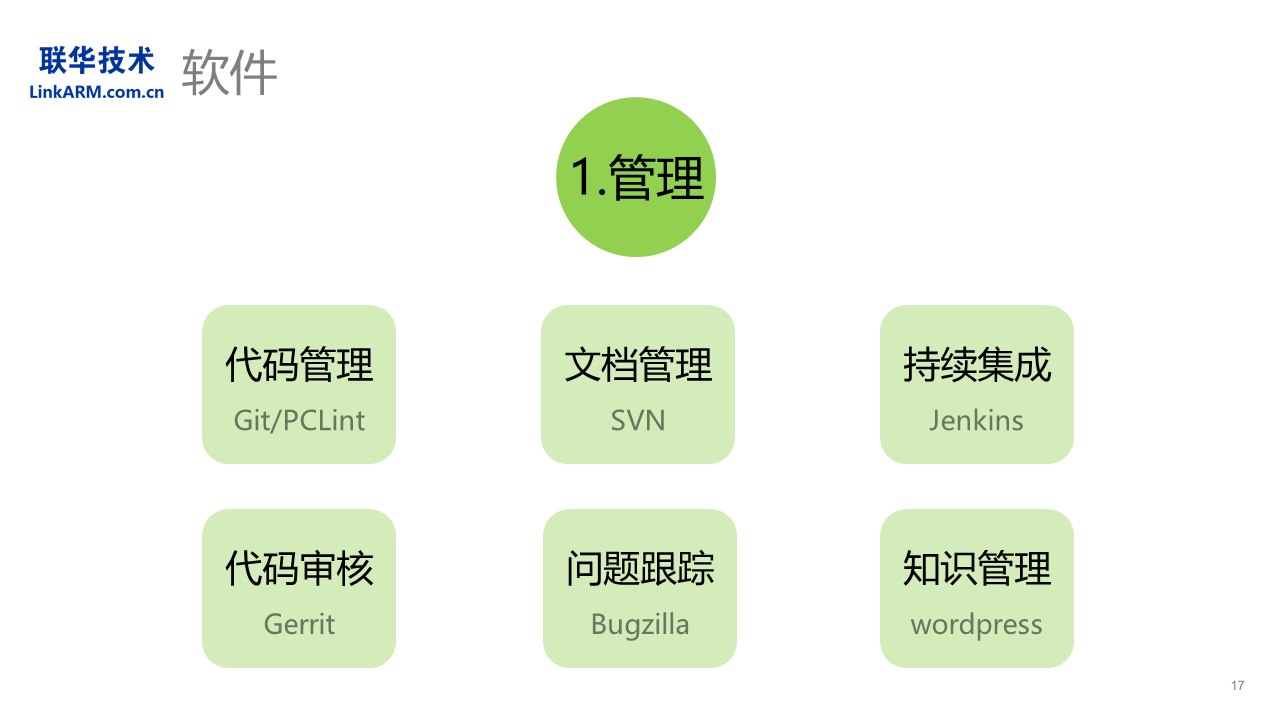 联华技术
LinkARM.com.cn
软件
1.管理
代码管理
Git/PCLint
文档管理
SVN
持续集成
Jenkins
代码审核
Gerrit
问题跟踪
Bugzilla
知识管理
wordpress
17